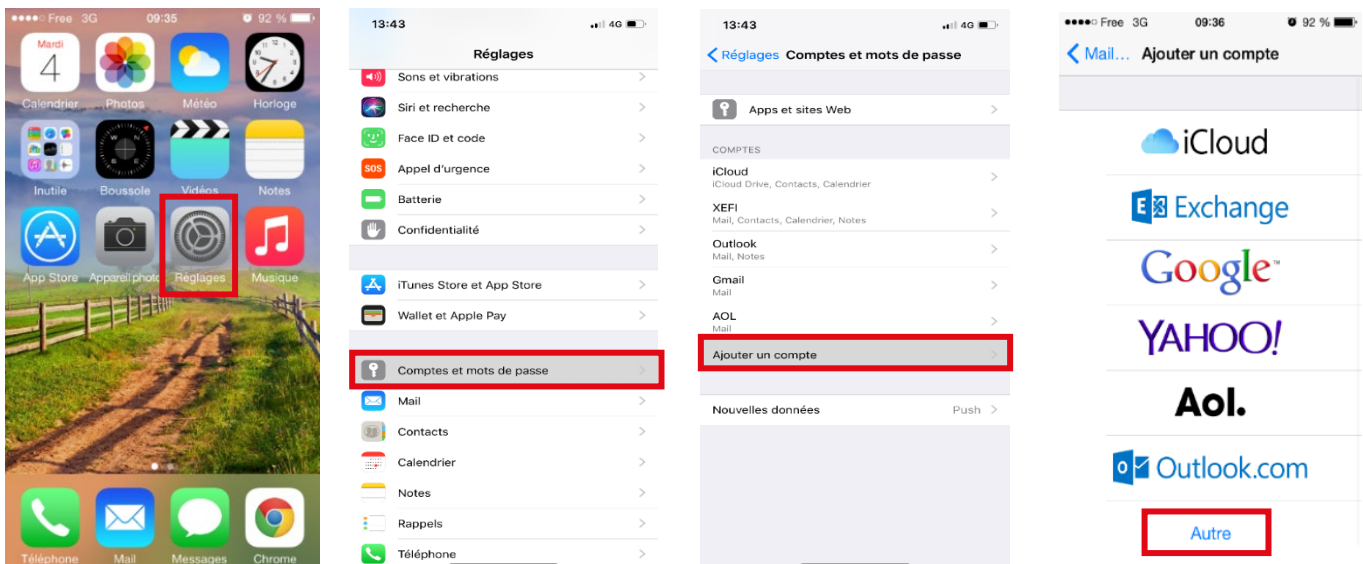 Free 3G 09:35 92 %
Mardi
4
Calendrier Photos Météo Horloge
Inutile Boussole Vidéos Notes
App Store Appareil photo Réglages Musique
Téléphone Mail Messages Chrome
13:43 4G
Réglages
Sons et vibrations
Siri et recherche
Face ID et code
SOS Appel d'urgence
Batterie
Confidentialité
iTunes Store et App Store
Wallet et Apple Pay
Comptes et mots de passe
Mail
Contacts
Calendrier
Notes
Rappels
Téléphone
13:43 4G
Réglages Comptes et mots de passe
Apps et sites Web
COMPTES
iCloud
iCloud Drive, Contacts, Calendrier
XEFI
Mail, Contacts, Calendrier, Notes
Outlook
Mail, Notes
Gmail
Mail
AOL
Mail
Ajouter un compte
Nouvelles données Push
Free 3G 09:36 92 %
Mail... Ajouter un compte
iCloud
Exchange
Google™
YAHOO!
Aol.
Outlook.com
Autre